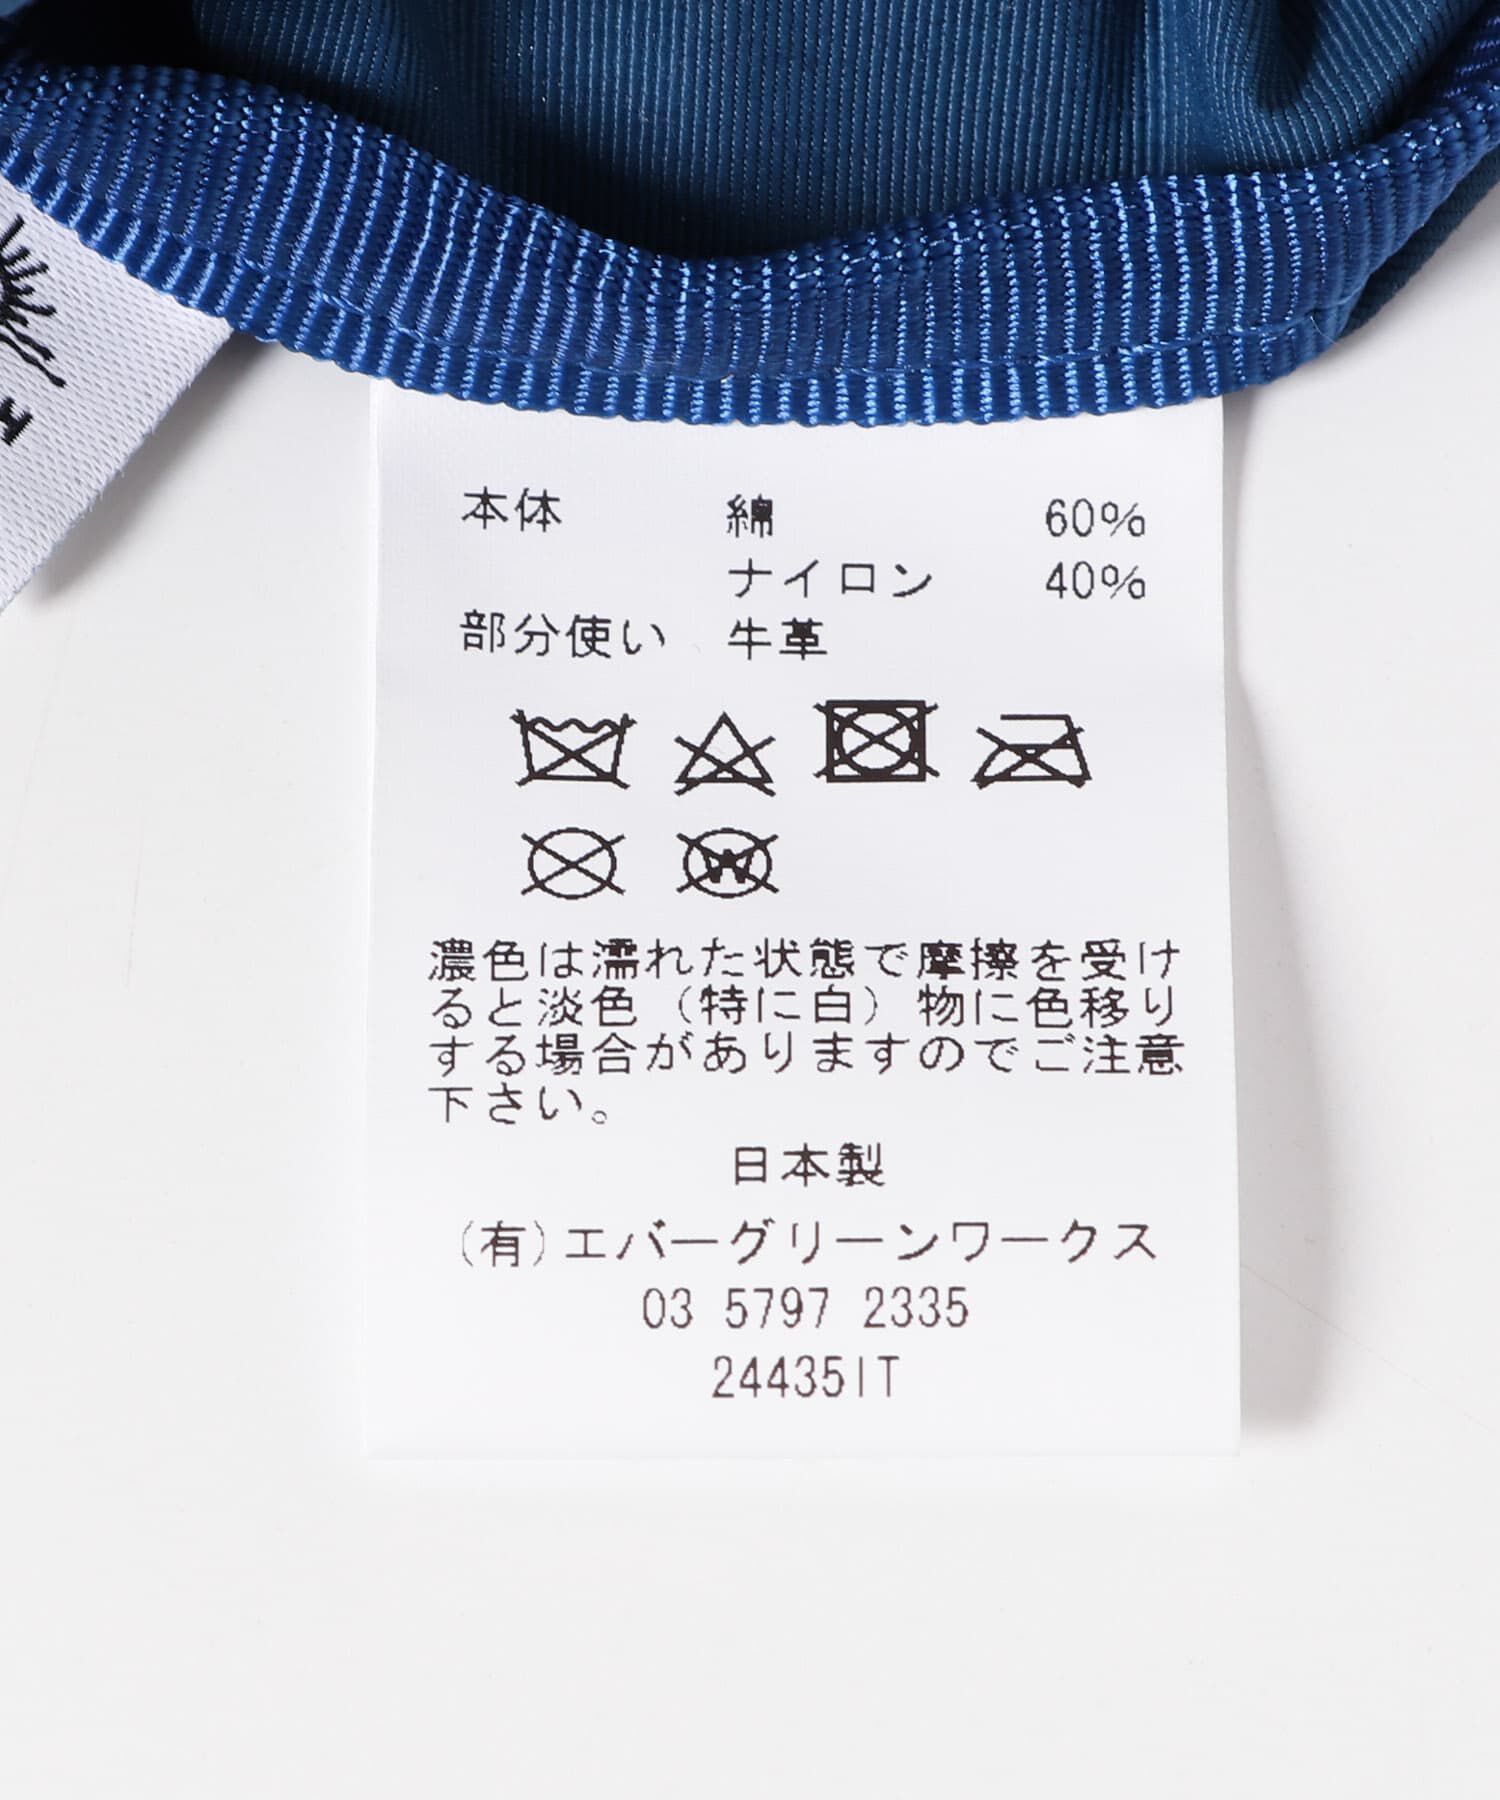 本体 綿 60%
ナイロン 40%
部分使い 牛革
W
濃色は濡れた状態で摩擦を受け
ると淡色（特に白）物に色移り
する場合がありますのでご注意
下さい。
日本製
(有)エバーグリーンワークス
03 5797 2335
24435IT